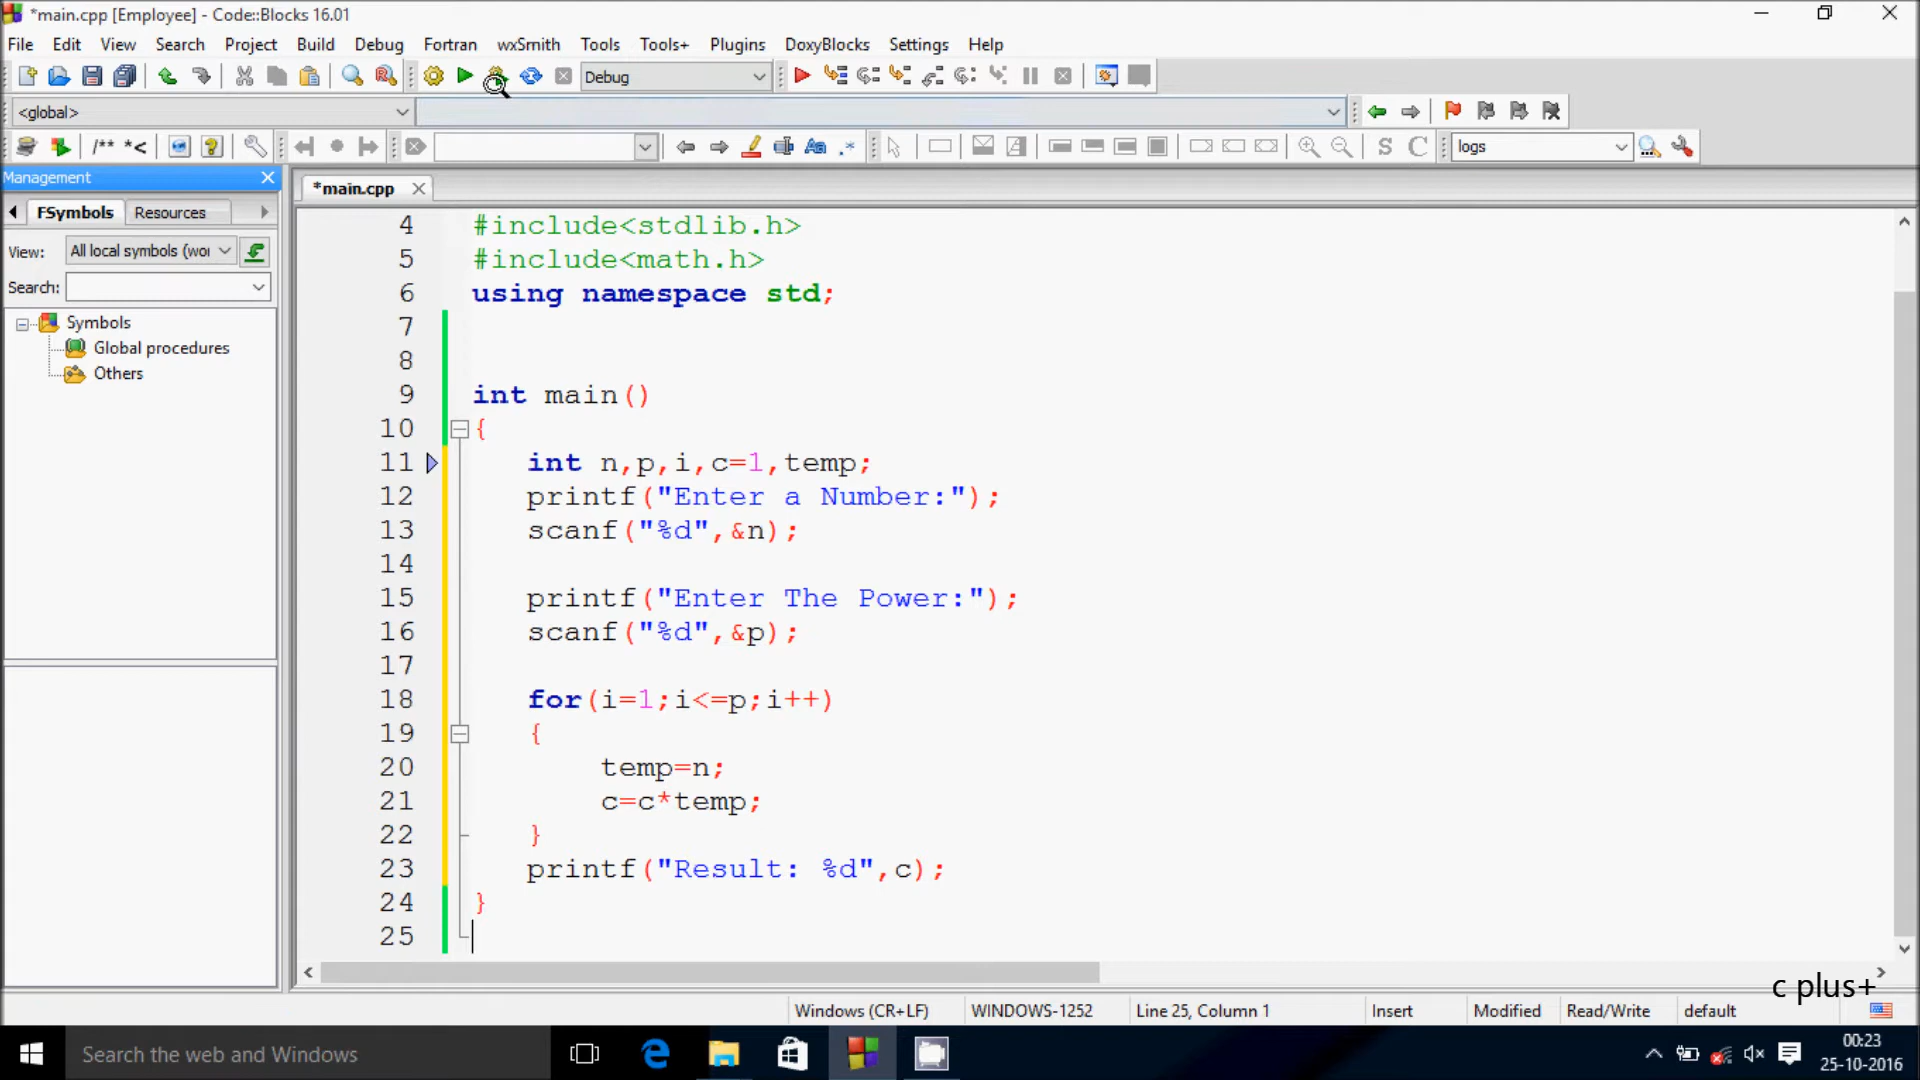 *main.cpp [Employee] - Code::Blocks 16.01
File Edit View Search Project Build Debug Fortran wxSmith Tools Tools+ Plugins DoxyBlocks Settings Help
Debug
<global>
/** *<
S C logs
Management
*main.cpp
FSymbols Resources
View: All local symbols (wor
Search:
Symbols
Global procedures
Others
4 #include<stdlib.h>
5 #include<math.h>
6 using namespace std;
7
8
9 int main()
10 {
11 int n,p,i,c=1,temp;
12 printf("Enter a Number:");
13 scanf("%d",&n);
14
15 printf("Enter The Power:");
16 scanf("%d",&p);
17
18 for(i=1;i<=p;i++)
19 {
20 temp=n;
21 c=c*temp;
22 }
23 printf("Result: %d",c);
24 }
25
c plus+
Windows (CR+LF) WINDOWS-1252 Line 25, Column 1 Insert Modified Read/Write default
Search the web and Windows
00:23
25-10-2016